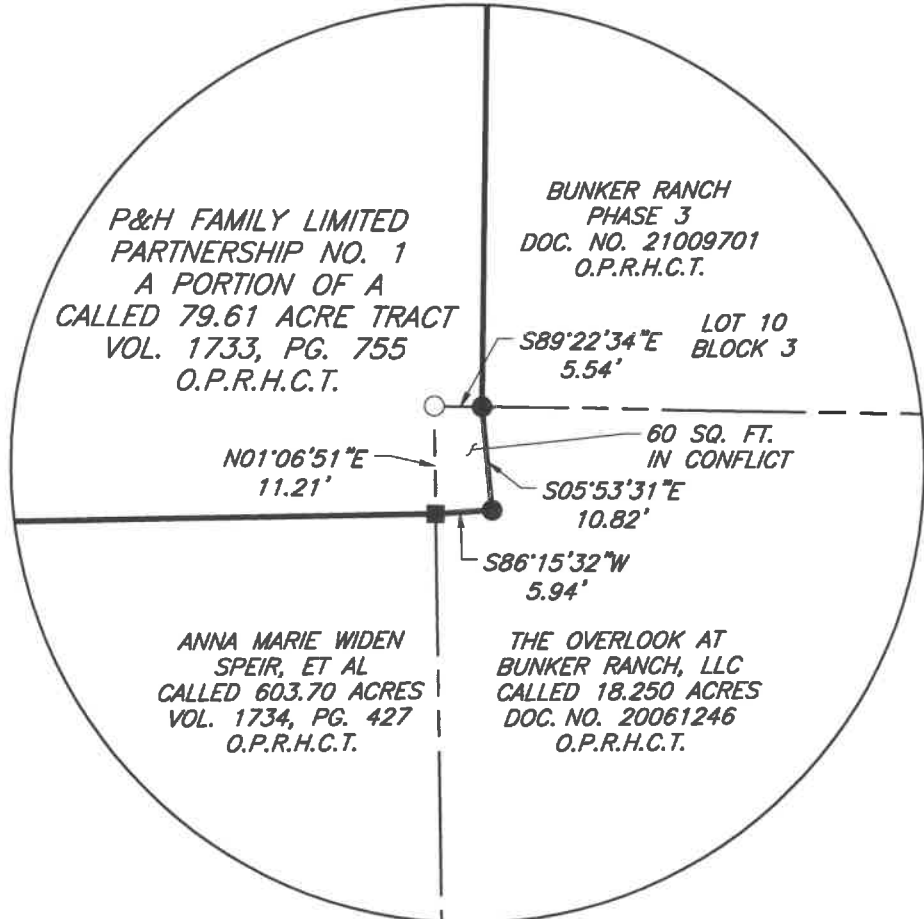 P&H FAMILY LIMITED
PARTNERSHIP NO. 1
A PORTION OF A
CALLED 79.61 ACRE TRACT
VOL. 1733, PG. 755
O.P.R.H.C.T.
BUNKER RANCH
PHASE 3
DOC. NO. 21009701
O.P.R.H.C.T.
LOT 10
BLOCK 3
S89°22'34"E
5.54'
60 SQ. FT.
IN CONFLICT
N01°06'51"E
11.21'
S05°53'31"E
10.82'
S86°15'32"W
5.94'
ANNA MARIE WIDEN
SPEIR, ET AL
CALLED 603.70 ACRES
VOL. 1734, PG. 427
O.P.R.H.C.T.
THE OVERLOOK AT
BUNKER RANCH, LLC
CALLED 18.250 ACRES
DOC. NO. 20061246
O.P.R.H.C.T.